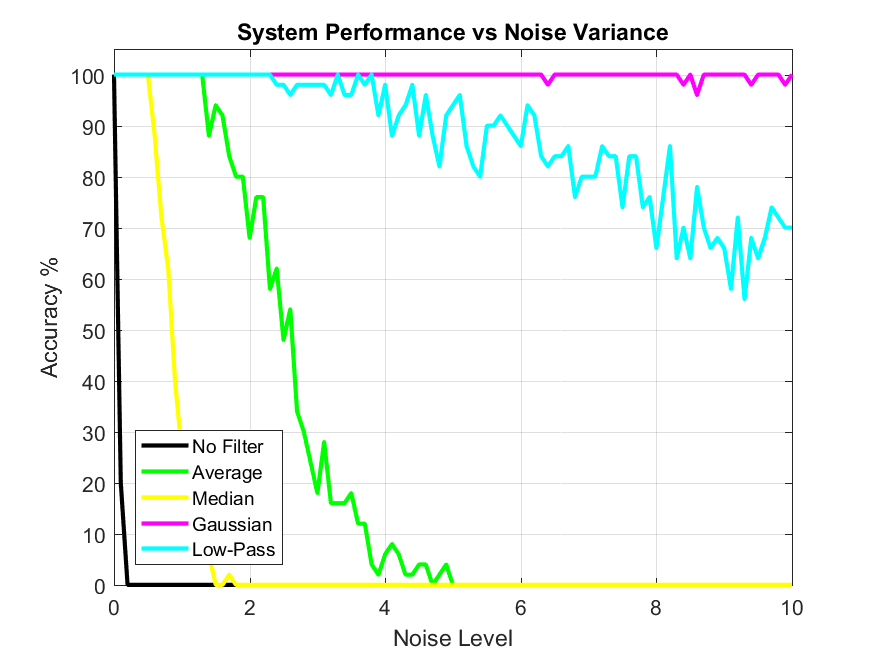 System Performance vs Noise Variance
100
90
80
70
60
50
40
30
20
10
0
Accuracy %
No Filter
Average
Median
Gaussian
Low-Pass
0 2 4 6 8 10
Noise Level